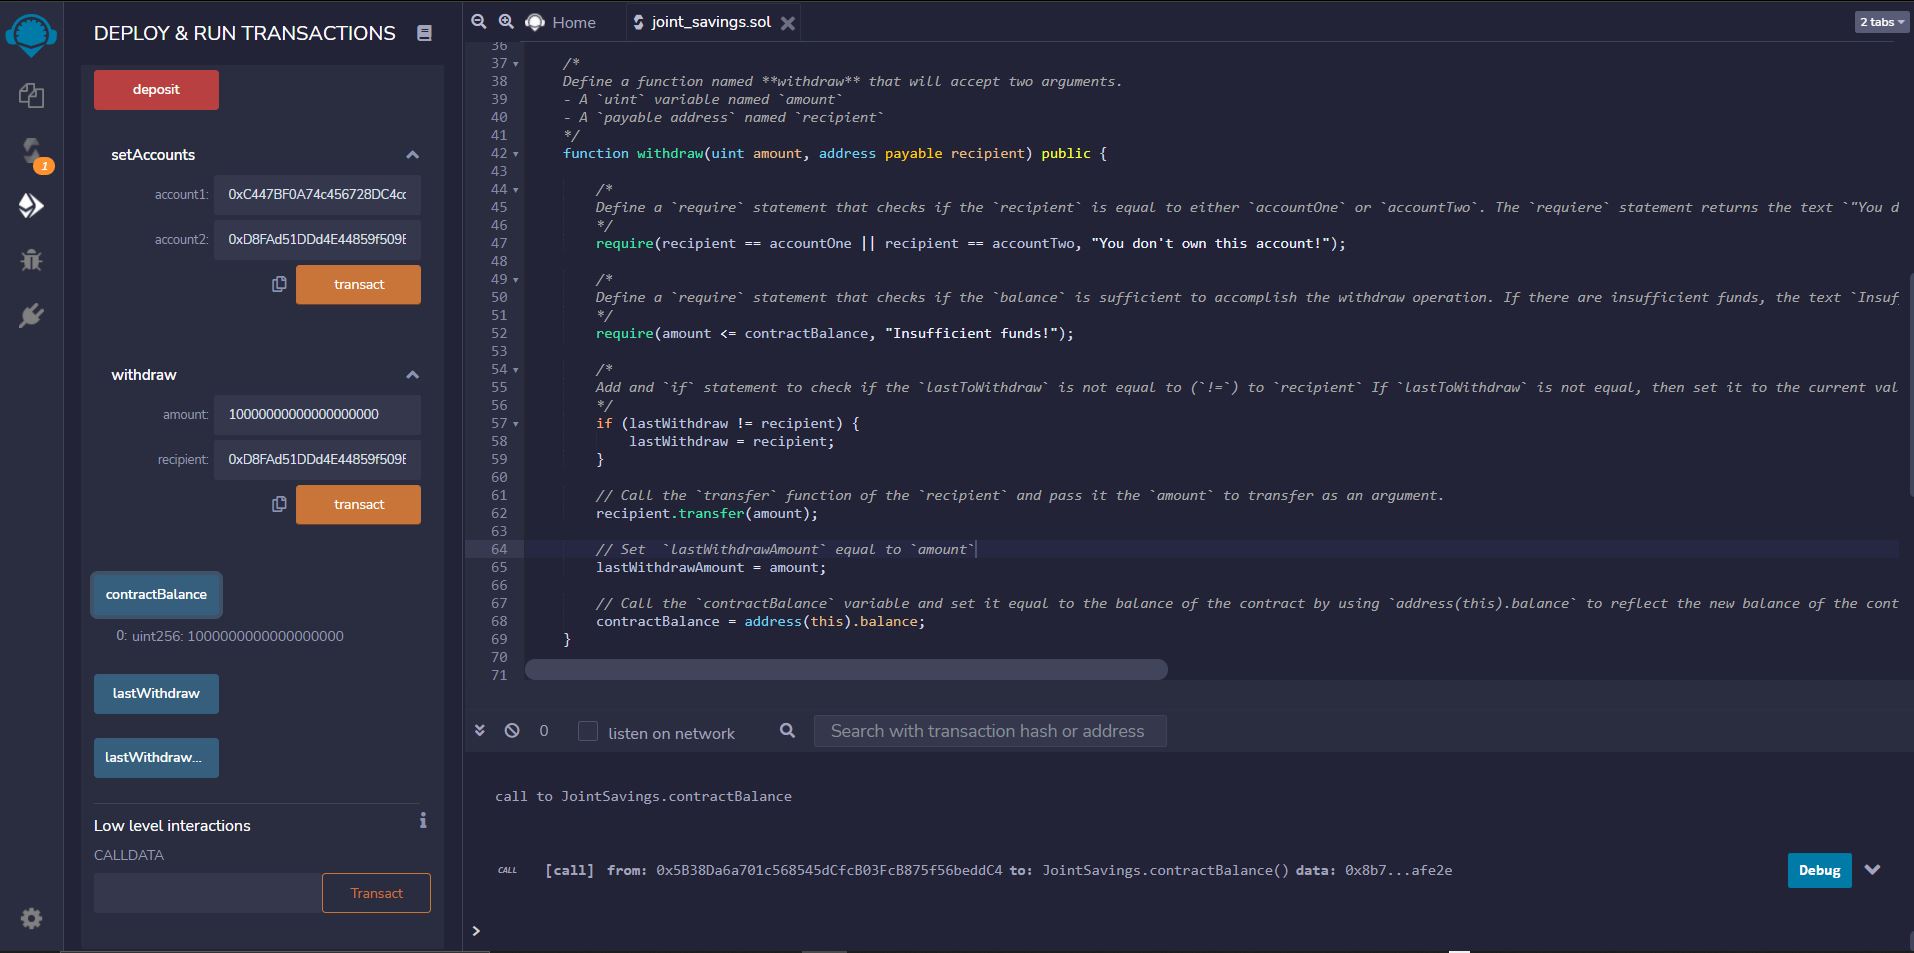 DEPLOY & RUN TRANSACTIONS
deposit
setAccounts
account1: 0xC447BF0A74c456728DC4c
account2: 0xD8FAd51DDd4E44859f509E
transact
withdraw
amount: 10000000000000000000
recipient: 0xD8FAd51DDd4E44859f509E
transact
contractBalance
0: uint256: 1000000000000000000
lastWithdraw
lastWithdraw...
Low level interactions
CALLDATA
Transact
1
Home
joint_savings.sol
2 tabs
36
37 /*
38 Define a function named **withdraw** that will accept two arguments.
39 - A `uint` variable named `amount`
40 - A `payable address` named `recipient`
41 */
42 function withdraw(uint amount, address payable recipient) public {
43
44 /*
45 Define a `require` statement that checks if the `recipient` is equal to either `accountOne` or `accountTwo`. The `requiere` statement returns the text `"You d
46 */
47 require(recipient == accountOne || recipient == accountTwo, "You don't own this account!");
48
49 /*
50 Define a `require` statement that checks if the `balance` is sufficient to accomplish the withdraw operation. If there are insufficient funds, the text `Insuf
51 */
52 require(amount <= contractBalance, "Insufficient funds!");
53
54 /*
55 Add and `if` statement to check if the `lastToWithdraw` is not equal to (`!=`) to `recipient` If `lastToWithdraw` is not equal, then set it to the current val
56 */
57 if (lastWithdraw != recipient) {
58 lastWithdraw = recipient;
59 }
60
61 // Call the `transfer` function of the `recipient` and pass it the `amount` to transfer as an argument.
62 recipient.transfer(amount);
63
64 // Set  `lastWithdrawAmount` equal to `amount`
65 lastWithdrawAmount = amount;
66
67 // Call the `contractBalance` variable and set it equal to the balance of the contract by using `address(this).balance` to reflect the new balance of the cont
68 contractBalance = address(this).balance;
69 }
70
71
0
listen on network
Search with transaction hash or address
call to JointSavings.contractBalance
CALL [call] from: 0x5B38Da6a701c568545dCfcB03FcB875f56beddC4 to: JointSavings.contractBalance() data: 0x8b7...afe2e
Debug
>